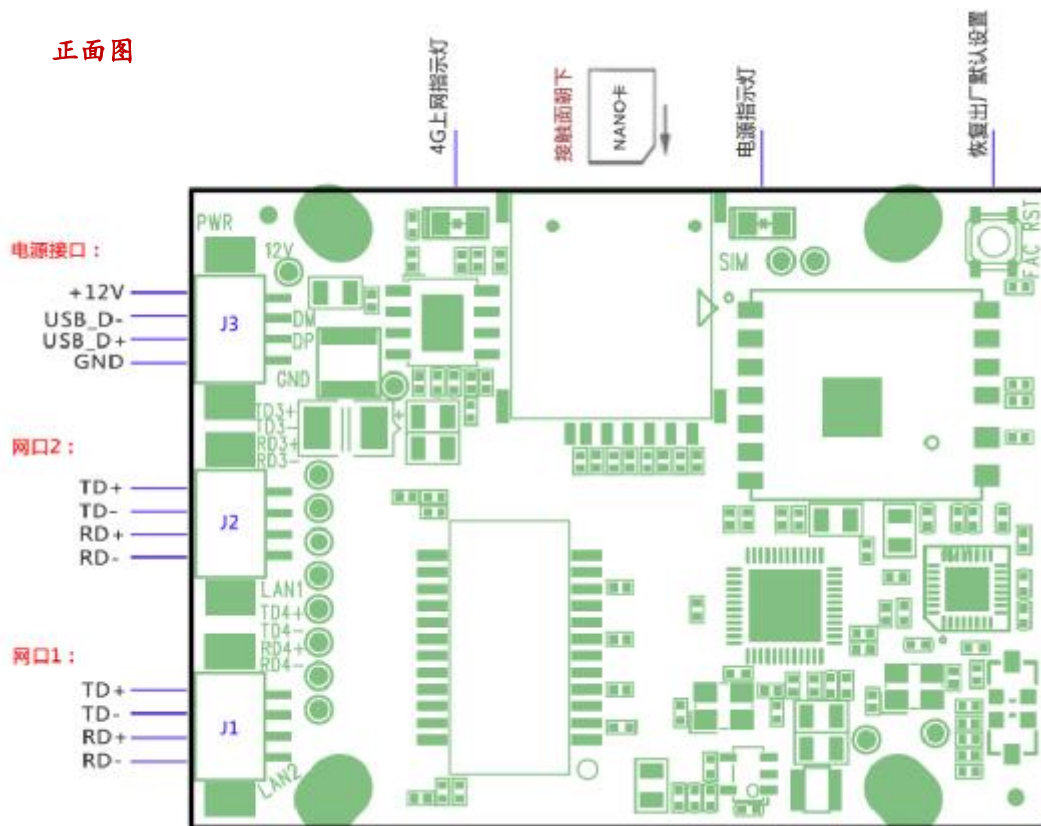 正面图
4G上网指示灯
接触面朝下
NANO卡
电源指示灯
恢复出厂默认设置
PWR
12V
SIM
FAC RST
电源接口：
+12V
USB_D-
USB_D+
GND
J3
DM
DP
GND
TD3+
TD3-
RD3+
RD3-
网口2：
TD+
TD-
RD+
RD-
J2
LAN1
TD4+
TD4-
RD4+
RD4-
网口1：
TD+
TD-
RD+
RD-
J1
LAN2